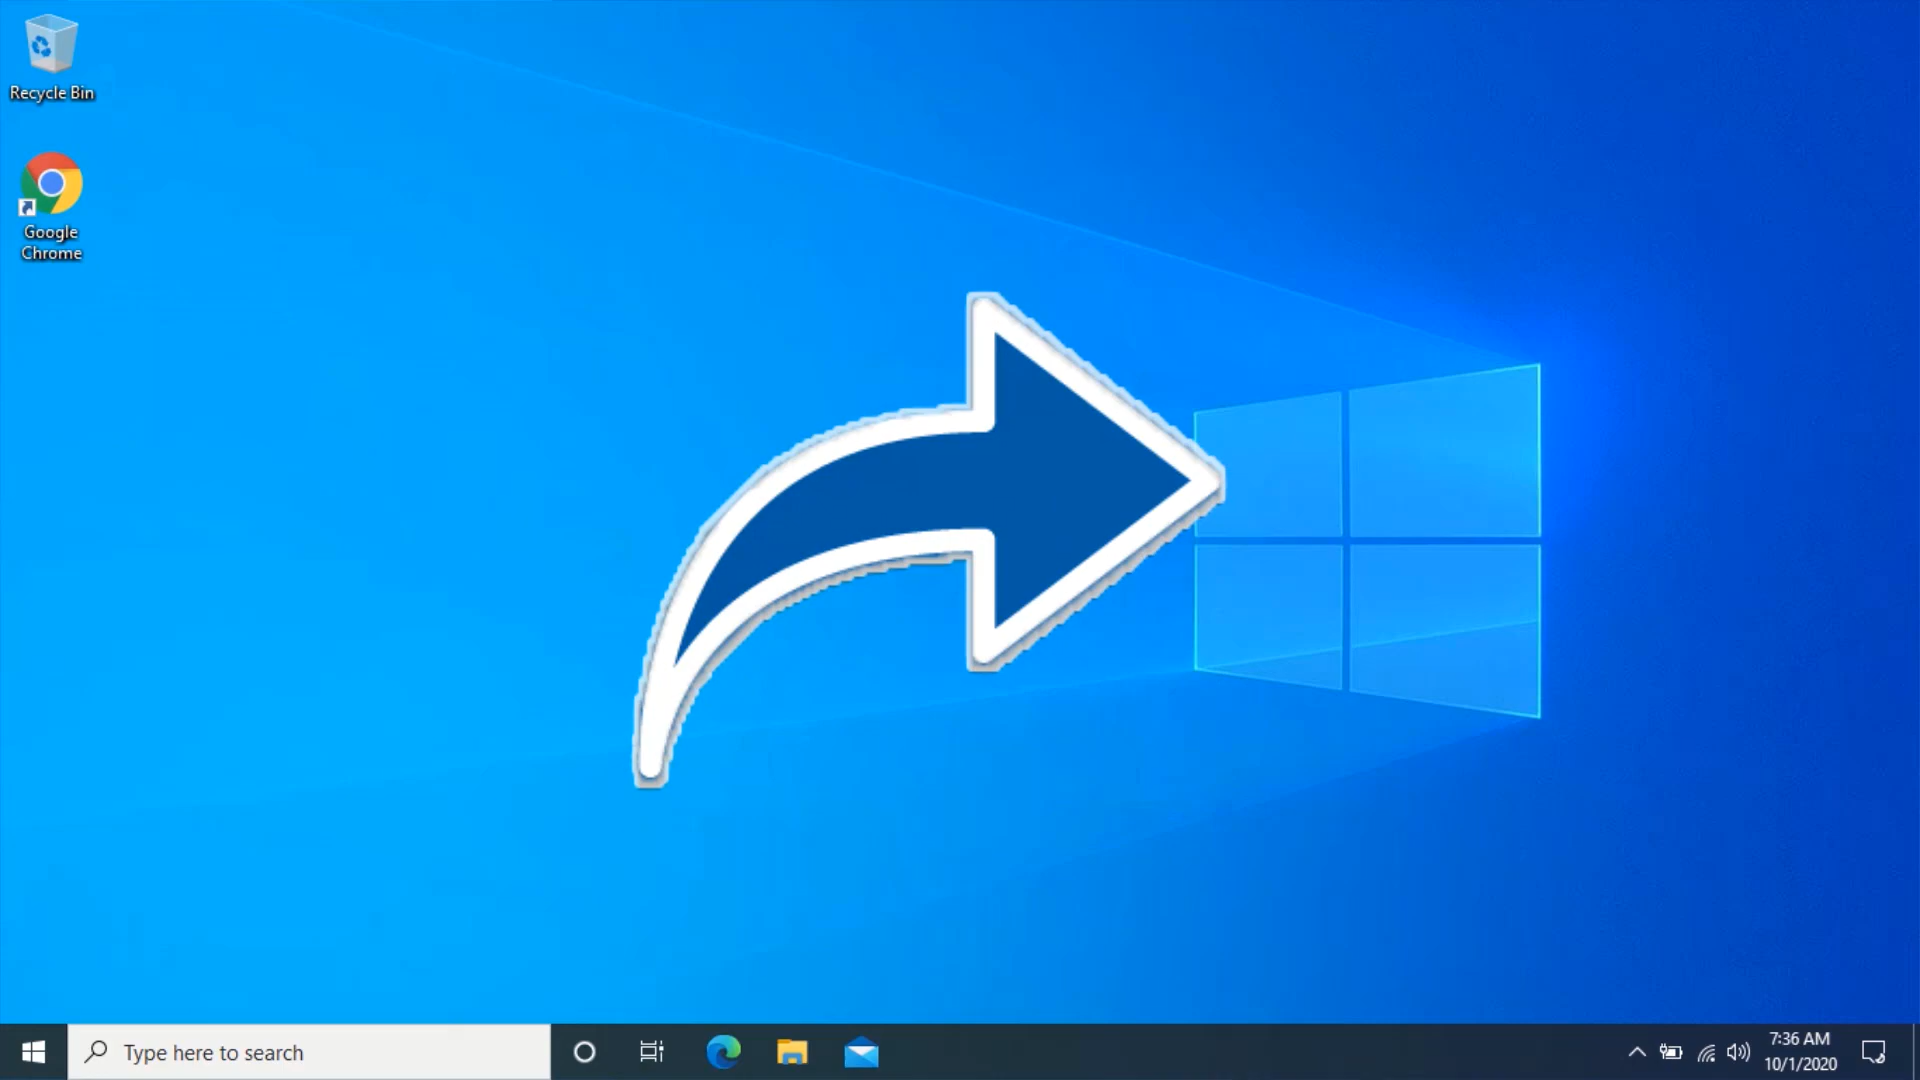 Recycle Bin
Google
Chrome
Type here to search
7:36 AM
10/1/2020